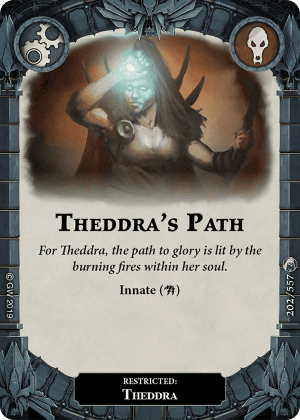 THEDDRA'S PATH
For Theddra, the path to glory is lit by the
burning fires within her soul.
Innate ( )
© GW 2019
202/557
RESTRICTED:
THEDDRA